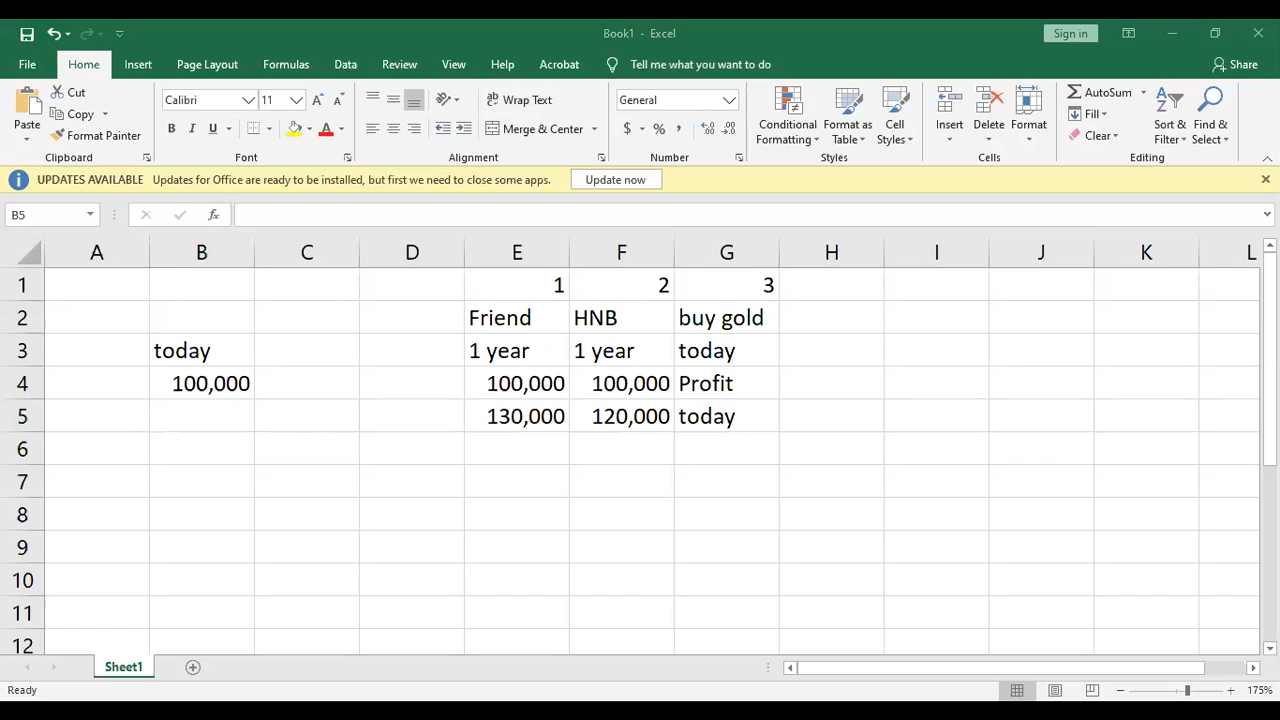 Book1 - Excel
Sign in
File Home Insert Page Layout Formulas Data Review View Help Acrobat Tell me what you want to do Share
Paste
Cut
Copy
Format Painter
Clipboard
Calibri 11
B I U A
Font
Wrap Text
Merge & Center
Alignment
General
$ % ,
Number
Conditional Formatting
Format as Table
Cell Styles
Styles
Insert
Delete
Format
Cells
AutoSum
Fill
Clear
Sort & Filter
Find & Select
Editing
UPDATES AVAILABLE Updates for Office are ready to be installed, but first we need to close some apps. Update now
B5 fx
A B C D E F G H I J K L
1 1 2 3
2 Friend HNB buy gold
3 today 1 year 1 year today
4 100,000 100,000 100,000 Profit
5 130,000 120,000 today
6
7
8
9
10
11
12
Sheet1
Ready 175%